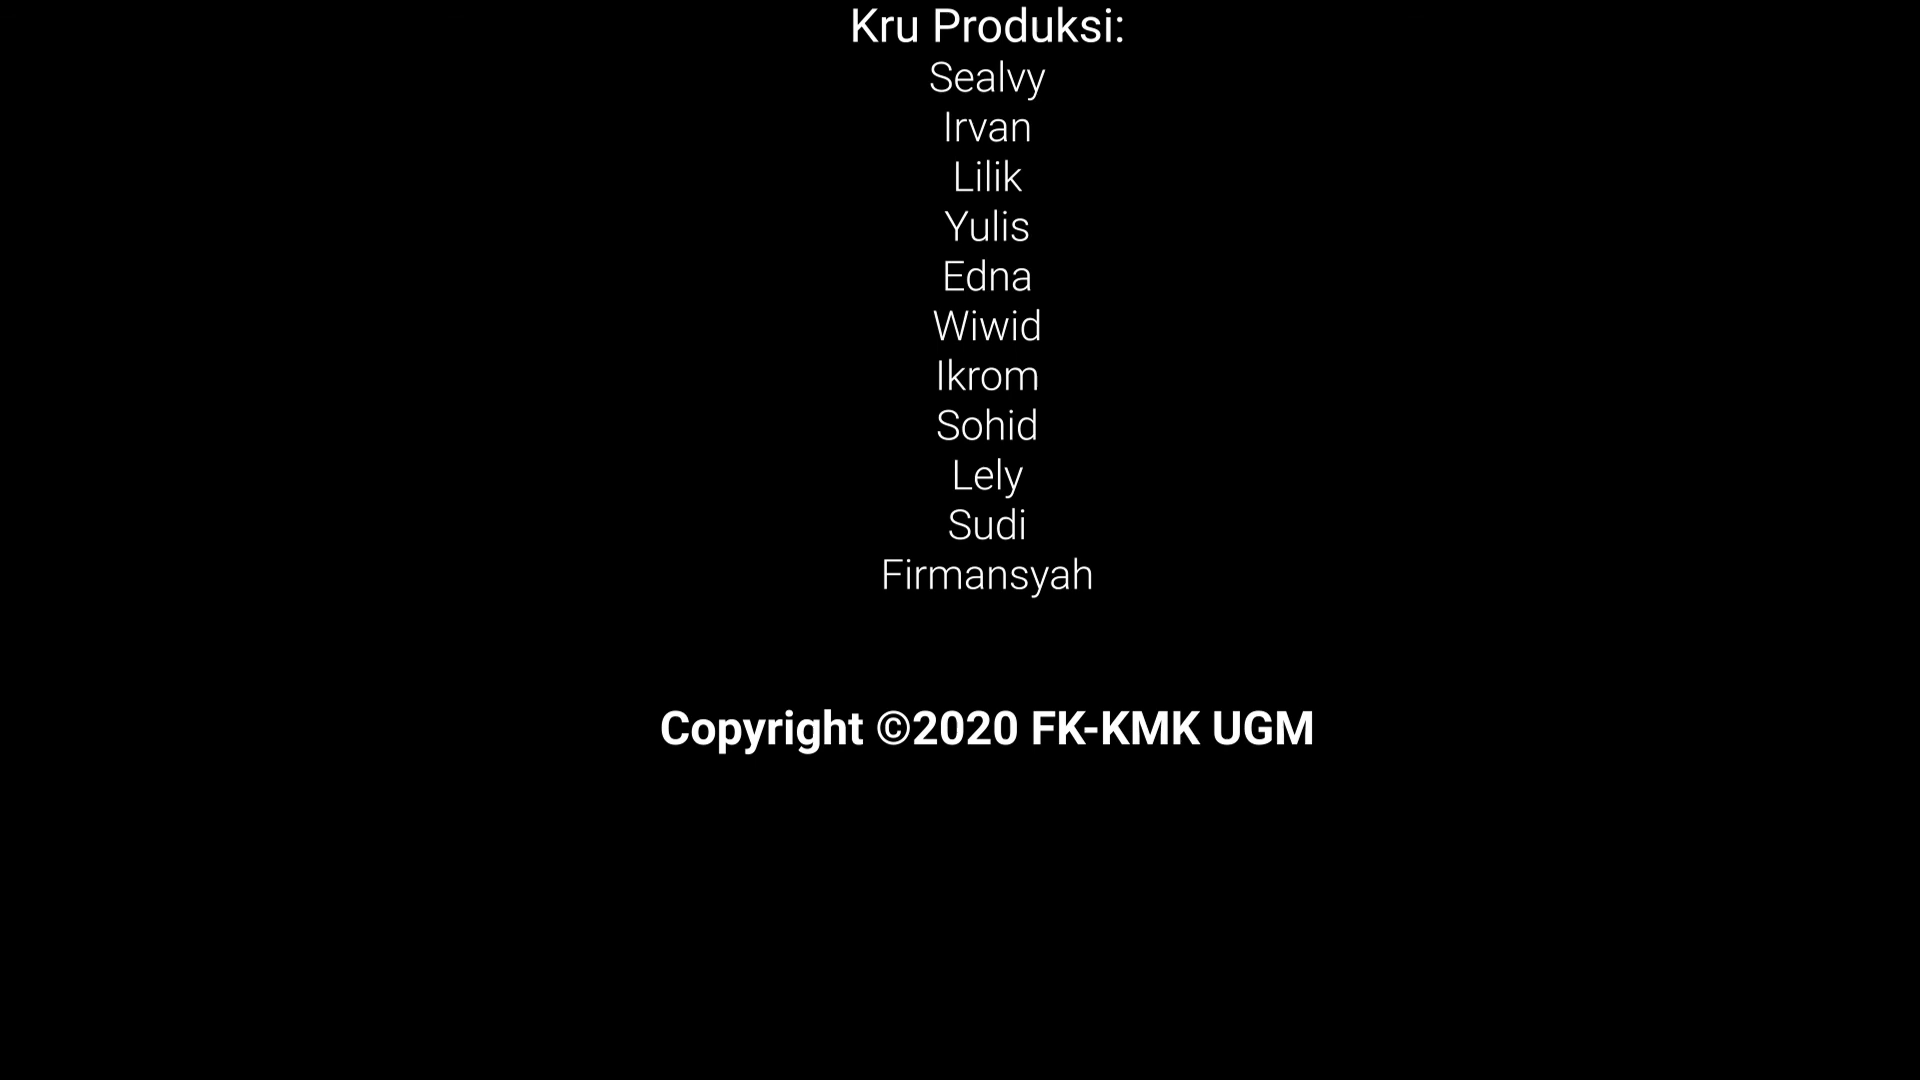 Kru Produksi:
Sealvy
Irvan
Lilik
Yulis
Edna
Wiwid
Ikrom
Sohid
Lely
Sudi
Firmansyah
Copyright ©2020 FK-KMK UGM